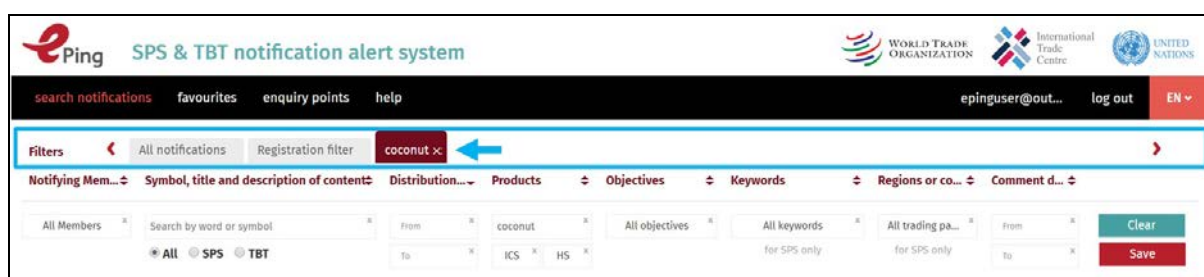 ePing SPS & TBT notification alert system WORLD TRADE ORGANIZATION International Trade Centre UNITED NATIONS
search notifications favourites enquiry points help epinguser@out... log out EN
Filters All notifications Registration filter coconut ×
Notifying Mem... Symbol, title and description of content Distribution... Products Objectives Keywords Regions or co... Comment d...
All Members × Search by word or symbol × From × coconut All objectives × All keywords × All trading pa... × From × Clear
All SPS TBT To × ICS × HS × for SPS only for SPS only To × Save